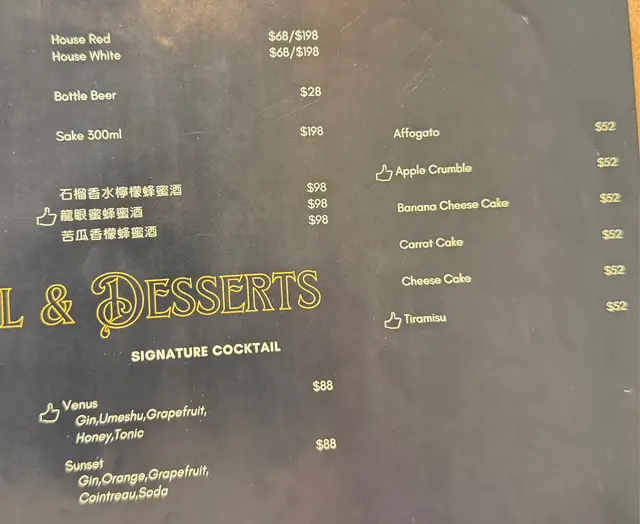 House Red $68/$198
House White $68/$198
Bottle Beer $28
Sake 300ml $198
石榴香水檸檬蜂蜜酒 $98
龍眼蜜蜂蜜酒 $98
苦瓜香檬蜂蜜酒 $98
L & DESSERTS
SIGNATURE COCKTAIL
Venus $88
Gin,Umeshu,Grapefruit,
Honey,Tonic
Sunset $88
Gin,Orange,Grapefruit,
Cointreau,Soda
Affogato $52
Apple Crumble $52
Banana Cheese Cake $52
Carrot Cake $52
Cheese Cake $52
Tiramisu $52